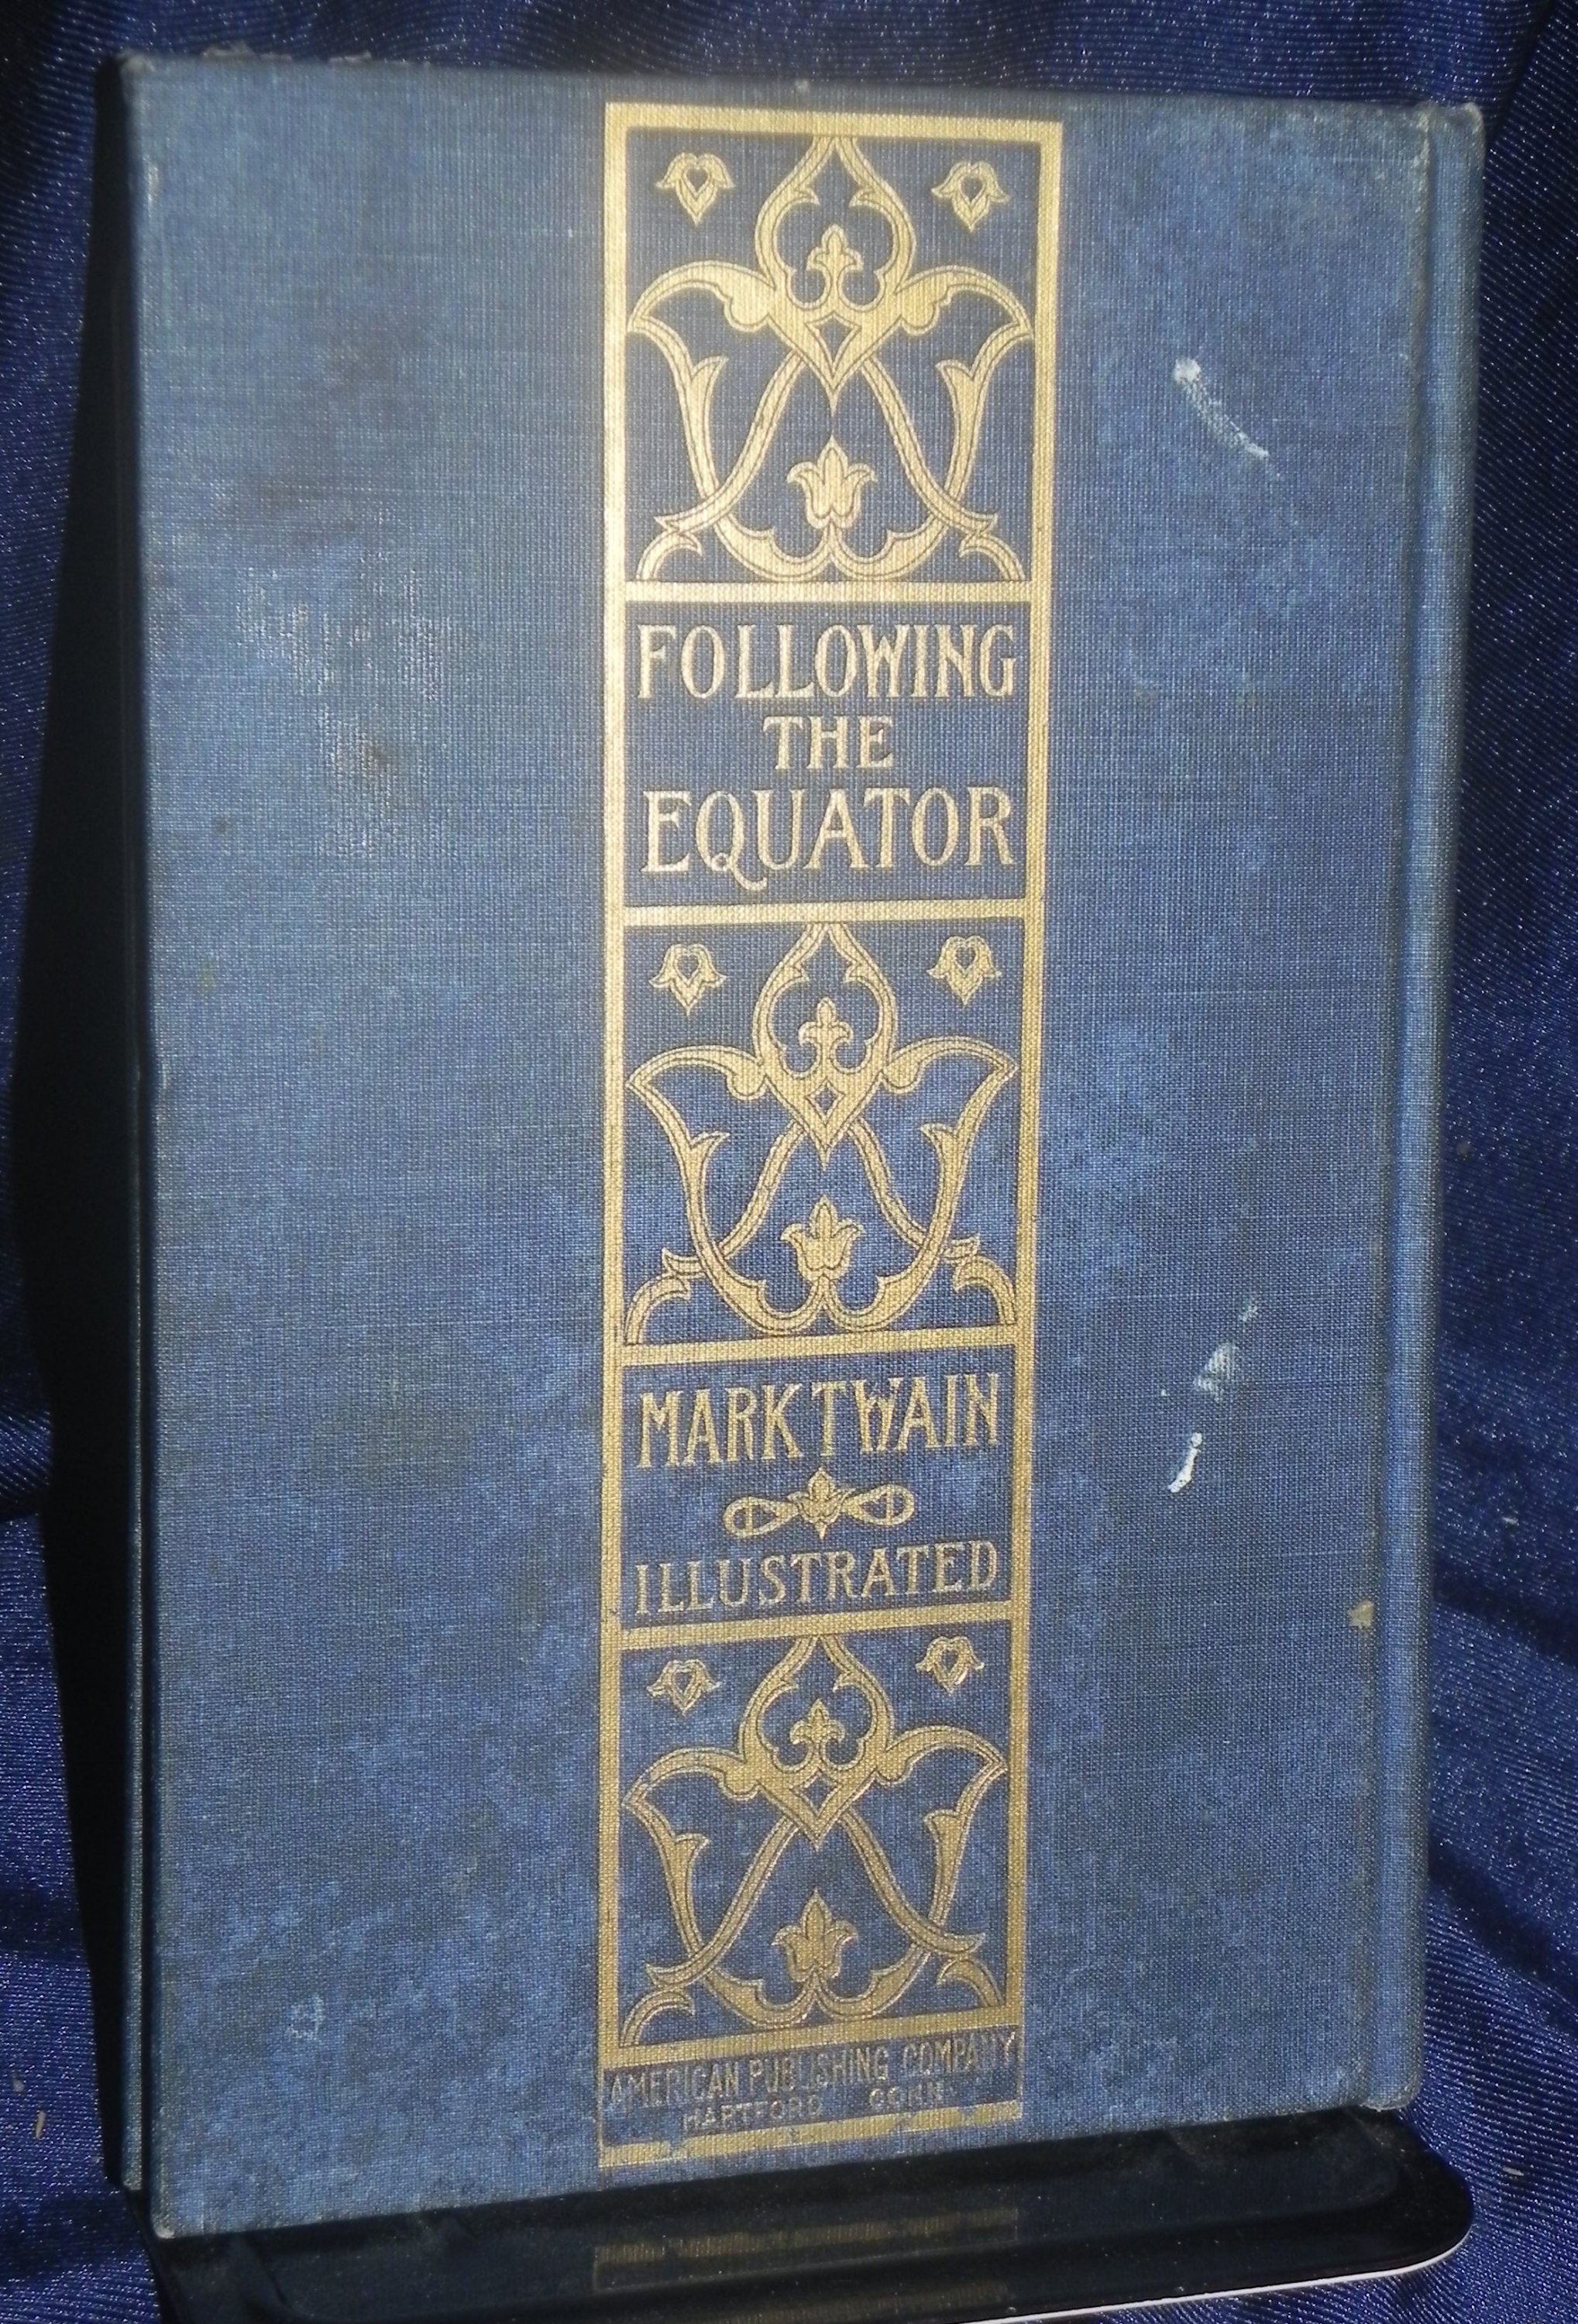 FOLLOWING
THE
EQUATOR
MARK TWAIN
ILLUSTRATED
AMERICAN PUBLISHING COMPANY
HARTFORD CONN.